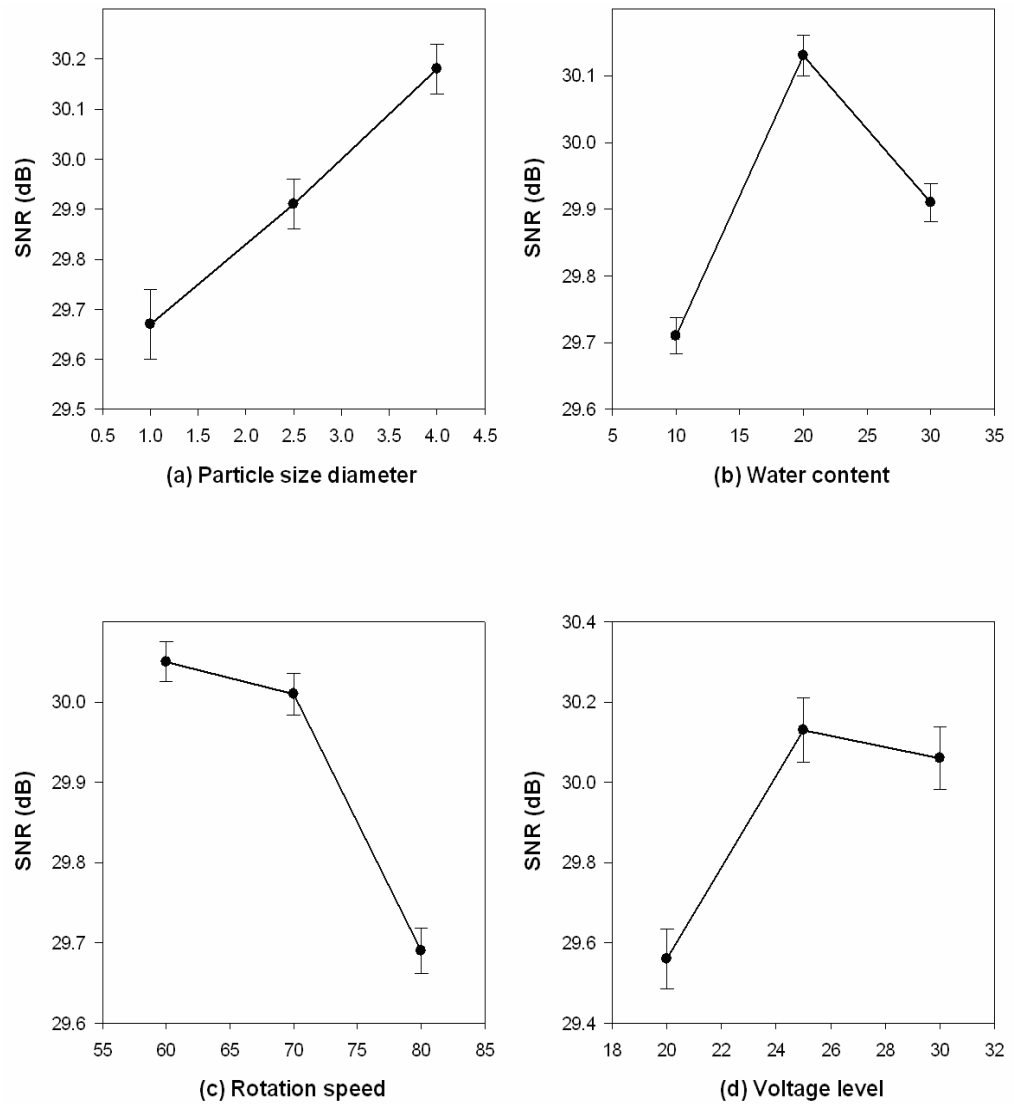 SNR (dB)
30.2
30.1
30.0
29.9
29.8
29.7
29.6
29.5
0.5 1.0 1.5 2.0 2.5 3.0 3.5 4.0 4.5
(a) Particle size diameter
SNR (dB)
30.1
30.0
29.9
29.8
29.7
29.6
5 10 15 20 25 30 35
(b) Water content
SNR (dB)
30.0
29.9
29.8
29.7
29.6
55 60 65 70 75 80 85
(c) Rotation speed
SNR (dB)
30.4
30.2
30.0
29.8
29.6
29.4
18 20 22 24 26 28 30 32
(d) Voltage level